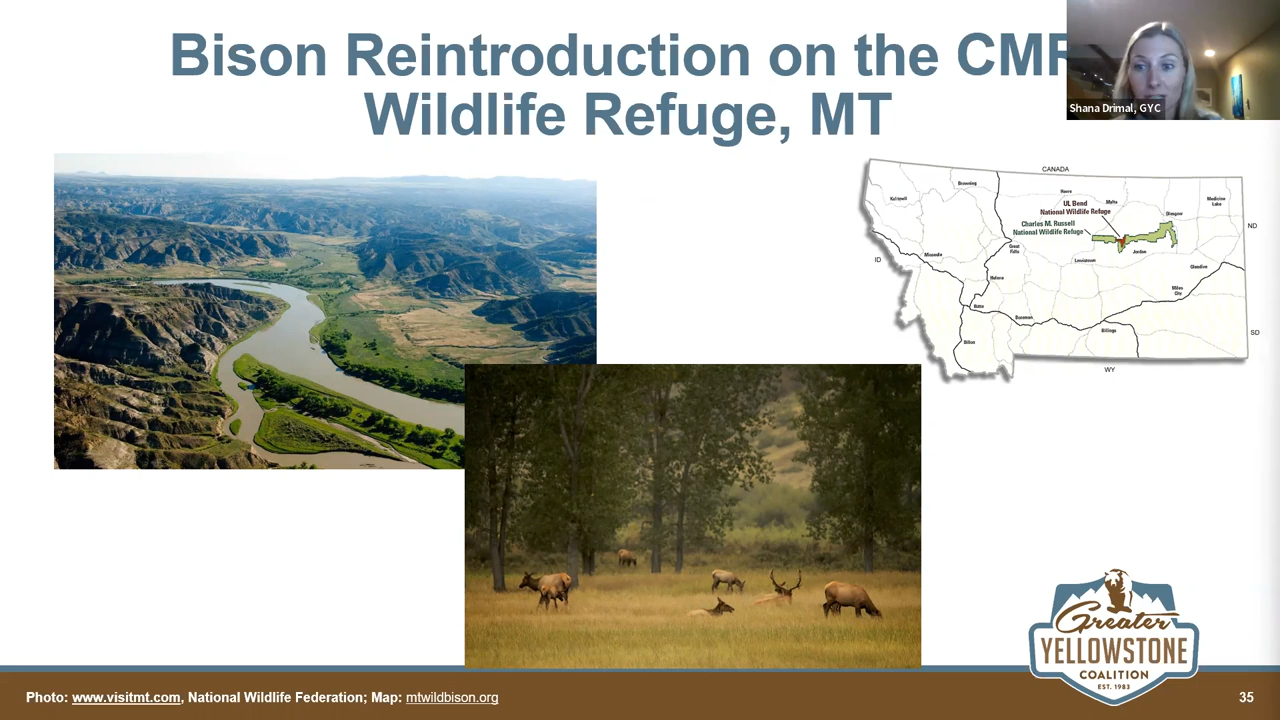 Bison Reintroduction on the CMR
Wildlife Refuge, MT
Shana Drimal, GYC
CANADA
Browning
Kalispell
Havre
Malta
Medicine
Lake
UL Bend
National Wildlife Refuge
Glasgow
Charles M. Russell
National Wildlife Refuge
ND
Great
Falls
Jordan
ID
Missoula
Lewistown
Glendive
Helena
Miles
City
Butte
Bozeman
Billings
SD
Dillon
WY
Greater
YELLOWSTONE
COALITION
EST. 1983
Photo: www.visitmt.com, National Wildlife Federation; Map: mtwildbison.org
35